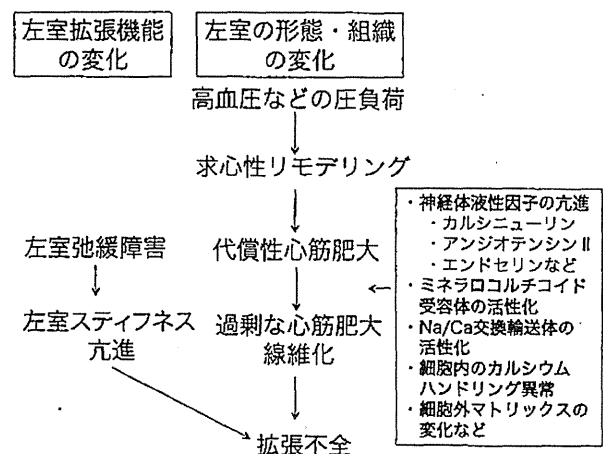 左室拡張機能
の変化
左室の形態・組織
の変化
高血圧などの圧負荷
求心性リモデリング
代償性心筋肥大
過剰な心筋肥大
線維化
左室弛緩障害
左室スティフネス
亢進
拡張不全
・神経体液性因子の亢進
・カルシニューリン
・アンジオテンシンⅡ
・エンドセリンなど
・ミネラロコルチコイド
受容体の活性化
・Na/Ca交換輸送体の
活性化
・細胞内のカルシウム
ハンドリング異常
・細胞外マトリックスの
変化など